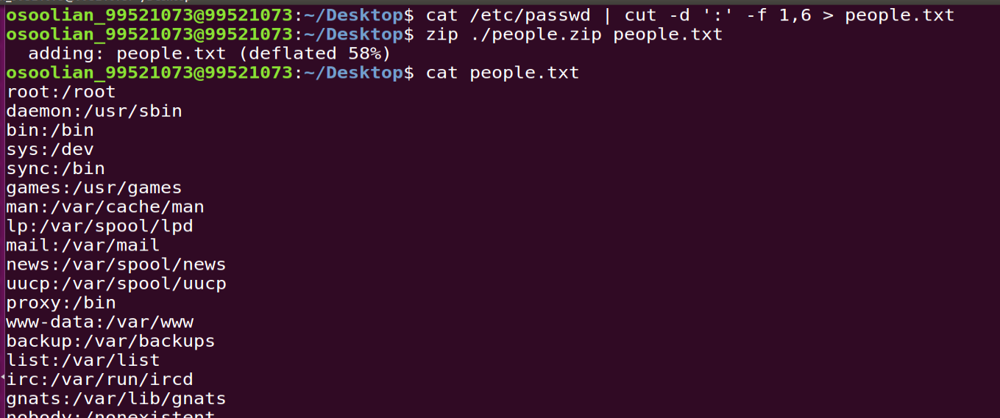 osoolian_99521073@99521073:~/Desktop$ cat /etc/passwd | cut -d ':' -f 1,6 > people.txt
osoolian_99521073@99521073:~/Desktop$ zip ./people.zip people.txt
  adding: people.txt (deflated 58%)
osoolian_99521073@99521073:~/Desktop$ cat people.txt
root:/root
daemon:/usr/sbin
bin:/bin
sys:/dev
sync:/bin
games:/usr/games
man:/var/cache/man
lp:/var/spool/lpd
mail:/var/mail
news:/var/spool/news
uucp:/var/spool/uucp
proxy:/bin
www-data:/var/www
backup:/var/backups
list:/var/list
irc:/var/run/ircd
gnats:/var/lib/gnats
nobody:/nonexistent